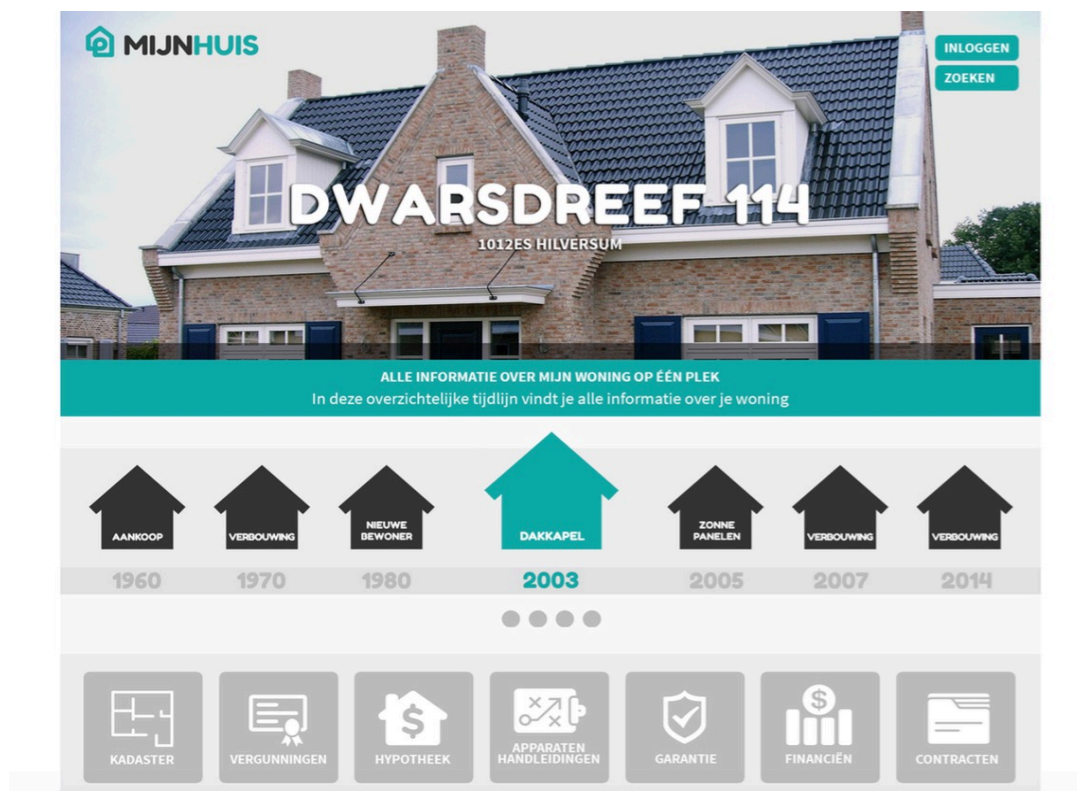 MIJNHUIS
INLOGGEN
ZOEKEN
DWARSDREEF 114
1012ES HILVERSUM
ALLE INFORMATIE OVER MIJN WONING OP ÉÉN PLEK
In deze overzichtelijke tijdlijn vindt je alle informatie over je woning
AANKOOP
VERBOUWING
NIEUWE
BEWONER
DAKKAPEL
ZONNE
PANELEN
VERBOUWING
VERBOUWING
1960 1970 1980 2003 2005 2007 2014
KADASTER
VERGUNNINGEN
HYPOTHEEK
APPARATEN
HANDLEIDINGEN
GARANTIE
FINANCIËN
CONTRACTEN